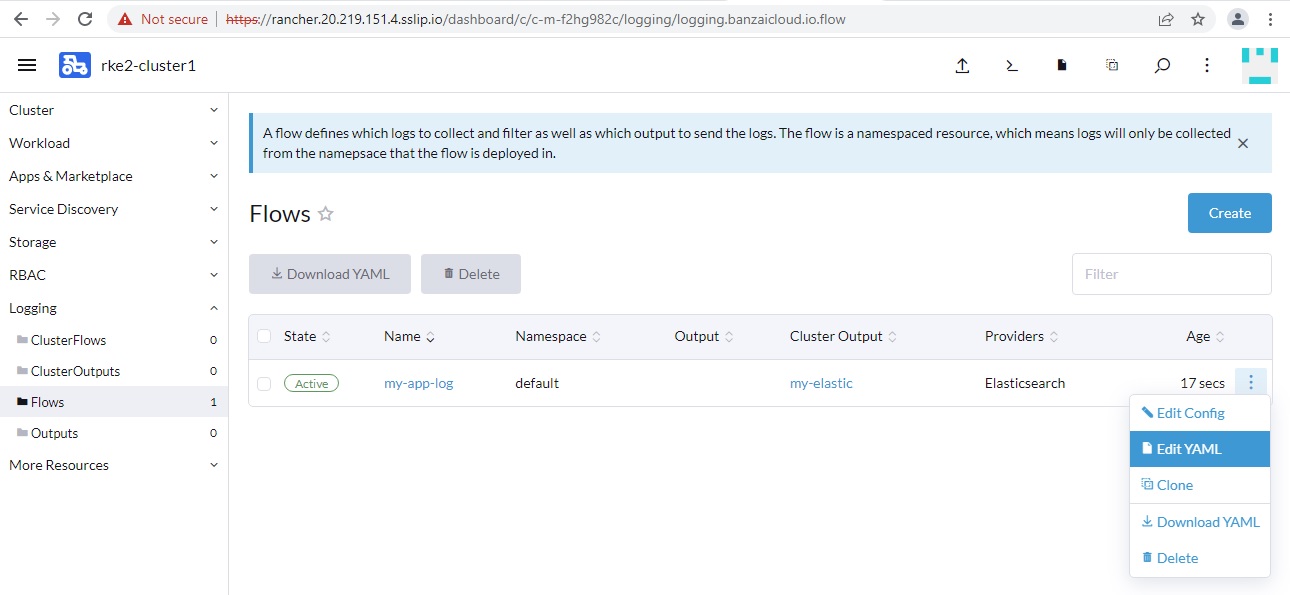 Not secure | https://rancher.20.219.151.4.sslip.io/dashboard/c/c-m-f2hg982c/logging/logging.banzaicloud.io.flow
rke2-cluster1
Cluster
Workload
Apps & Marketplace
Service Discovery
Storage
RBAC
Logging
ClusterFlows 0
ClusterOutputs 0
Flows 1
Outputs 0
More Resources
A flow defines which logs to collect and filter as well as which output to send the logs. The flow is a namespaced resource, which means logs will only be collected
from the namepsace that the flow is deployed in.
Flows
Create
Download YAML Delete
Filter
State Name Namespace Output Cluster Output Providers Age
Active my-app-log default my-elastic Elasticsearch 17 secs
Edit Config
Edit YAML
Clone
Download YAML
Delete